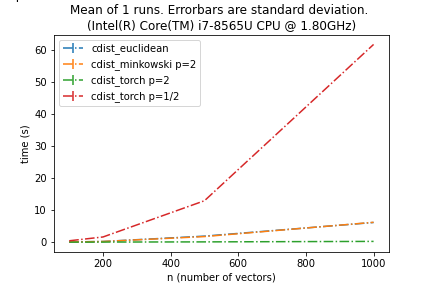 Mean of 1 runs. Errorbars are standard deviation.
(Intel(R) Core(TM) i7-8565U CPU @ 1.80GHz)
cdist_euclidean
cdist_minkowski p=2
cdist_torch p=2
cdist_torch p=1/2
time (s)
60
50
40
30
20
10
0
200 400 600 800 1000
n (number of vectors)